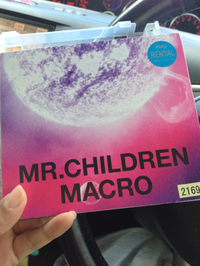 RENTAL
MR.CHILDREN
MACRO
2169